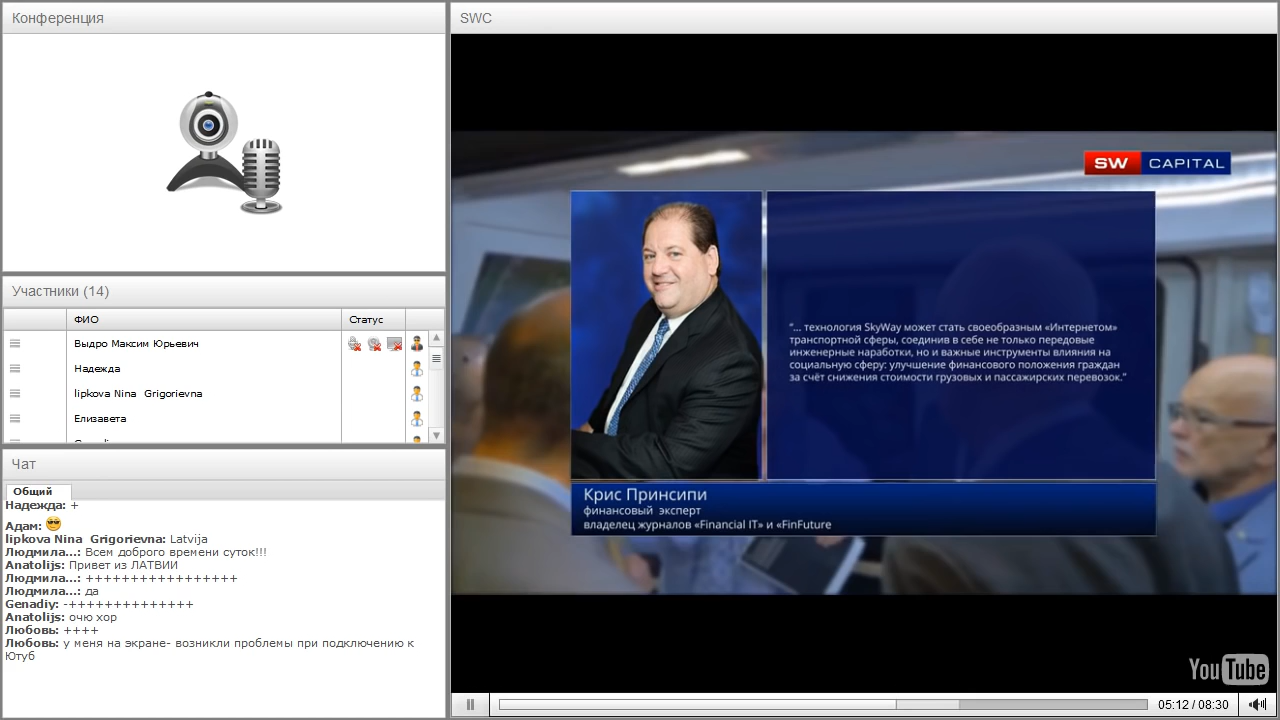 Конференция
SWC
SW CAPITAL
"... технология SkyWay может стать своеобразным «Интернетом»
транспортной сферы, соединив в себе не только передовые
инженерные наработки, но и важные инструменты влияния на
социальную сферу: улучшение финансового положения граждан
за счёт снижения стоимости грузовых и пассажирских перевозок."
Крис Принсипи
финансовый эксперт
владелец журналов «Financial IT» и «FinFuture
YouTube
05:12 / 08:30
Участники (14)
ФИО Статус
Выдро Максим Юрьевич
Надежда
lipkova Nina Grigorievna
Елизавета
Чат
Общий
Надежда: +
Адам:
lipkova Nina Grigorievna: Latvija
Людмила...: Всем доброго времени суток!!!
Anatolijs: Привет из ЛАТВИИ
Людмила...: +++++++++++++++++
Людмила...: да
Genadiy: -++++++++++++++
Anatolijs: очю хор
Любовь: ++++
Любовь: у меня на экране- возникли проблемы при подключению к
Ютуб